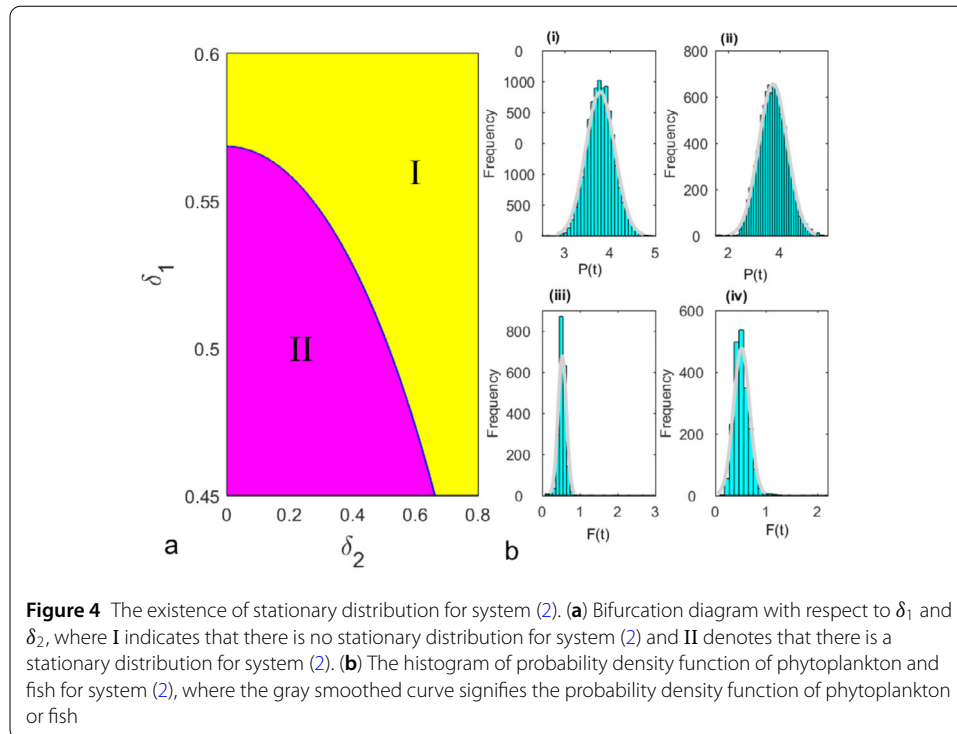 0.6
0.55
0.5
0.45
0 0.2 0.4 0.6 0.8
δ1
δ2
I
II
a
(i)
0
1000
500
0
1000
500
0
3 4 5
Frequency
P(t)
(ii)
800
600
400
200
0
2 4
Frequency
P(t)
(iii)
800
600
400
200
0
0 1 2 3
Frequency
F(t)
(iv)
600
400
200
0
0 1 2
Frequency
F(t)
b
Figure 4 The existence of stationary distribution for system (2). (a) Bifurcation diagram with respect to δ1 and
δ2, where I indicates that there is no stationary distribution for system (2) and II denotes that there is a
stationary distribution for system (2). (b) The histogram of probability density function of phytoplankton and
fish for system (2), where the gray smoothed curve signifies the probability density function of phytoplankton
or fish